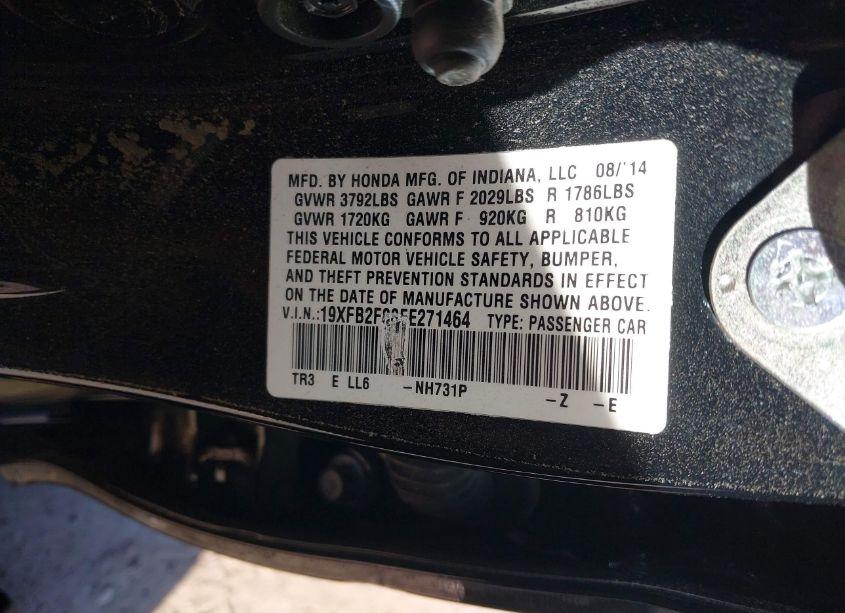 MFD. BY HONDA MFG. OF INDIANA, LLC 08/'14
GVWR 3792LBS GAWR F 2029LBS R 1786LBS
GVWR 1720KG GAWR F 920KG R 810KG
THIS VEHICLE CONFORMS TO ALL APPLICABLE
FEDERAL MOTOR VEHICLE SAFETY, BUMPER,
AND THEFT PREVENTION STANDARDS IN EFFECT
ON THE DATE OF MANUFACTURE SHOWN ABOVE.
V.I.N.: TYPE: PASSENGER CAR
TR3 E LL6 -NH731P -Z -E